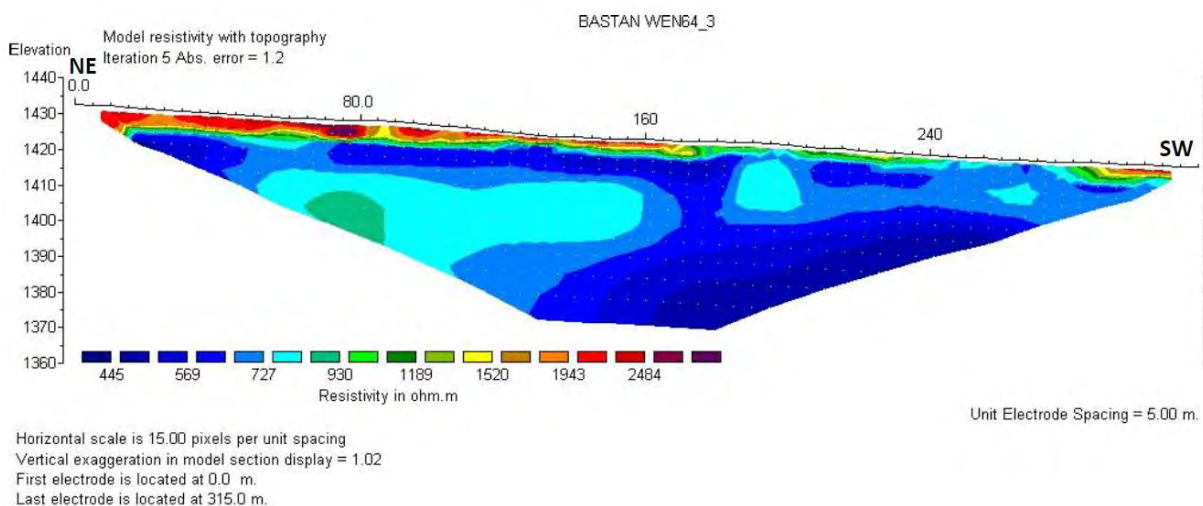 BASTAN WEN64_3
Model resistivity with topography
Elevation
Iteration 5 Abs. error = 1.2
NE
1440
0.0
80.0
1430
160
240
1420
SW
1410
1400
1390
1380
1370
1360
445 569 727 930 1189 1520 1943 2484
Resistivity in ohm.m
Unit Electrode Spacing = 5.00 m.
Horizontal scale is 15.00 pixels per unit spacing
Vertical exaggeration in model section display = 1.02
First electrode is located at 0.0 m.
Last electrode is located at 315.0 m.